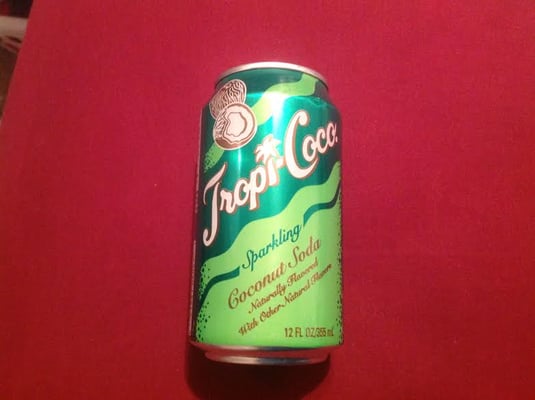 Tropi-Coco.
Sparkling
Coconut Soda
Naturally Flavored
With Other Natural Flavors
12 FL OZ/355 mL